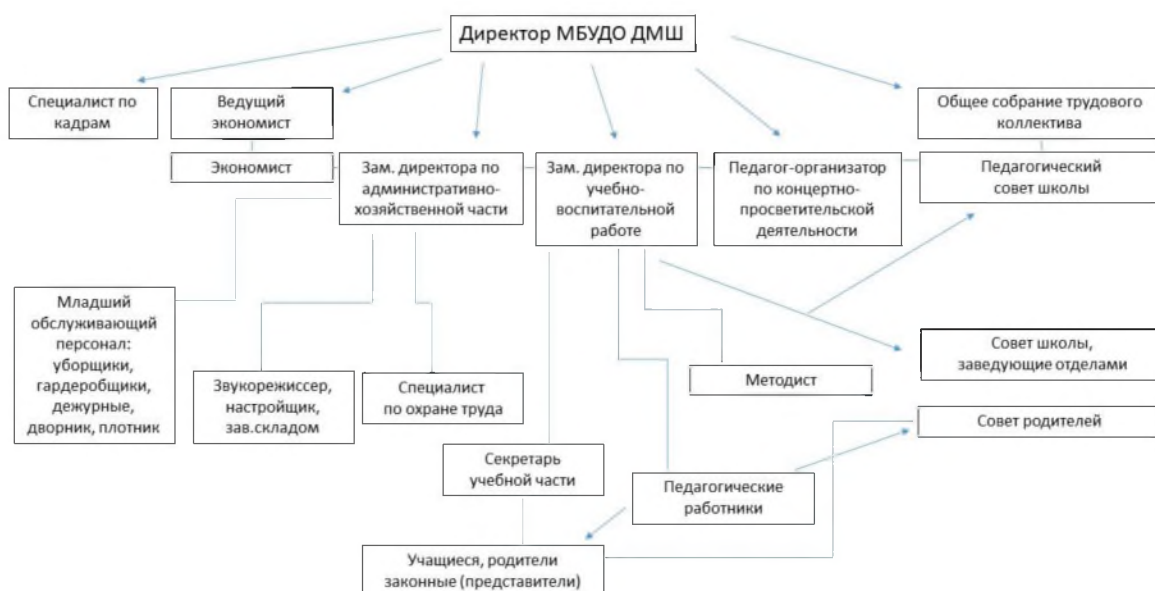 Директор МБУДО ДМШ
Специалист по
кадрам
Ведущий
экономист
Общее собрание трудового
коллектива
Экономист
Зам. директора по
административно-
хозяйственной части
Зам. директора по
учебно-
воспитательной
работе
Педагог-организатор
по концертно-
просветительской
деятельности
Педагогический
совет школы
Младший
обслуживающий
персонал:
уборщики,
гардеробщики,
дежурные,
дворник, плотник
Звукорежиссер,
настройщик,
зав.складом
Специалист
по охране труда
Методист
Совет школы,
заведующие отделами
Совет родителей
Секретарь
учебной части
Педагогические
работники
Учащиеся, родители
законные (представители)